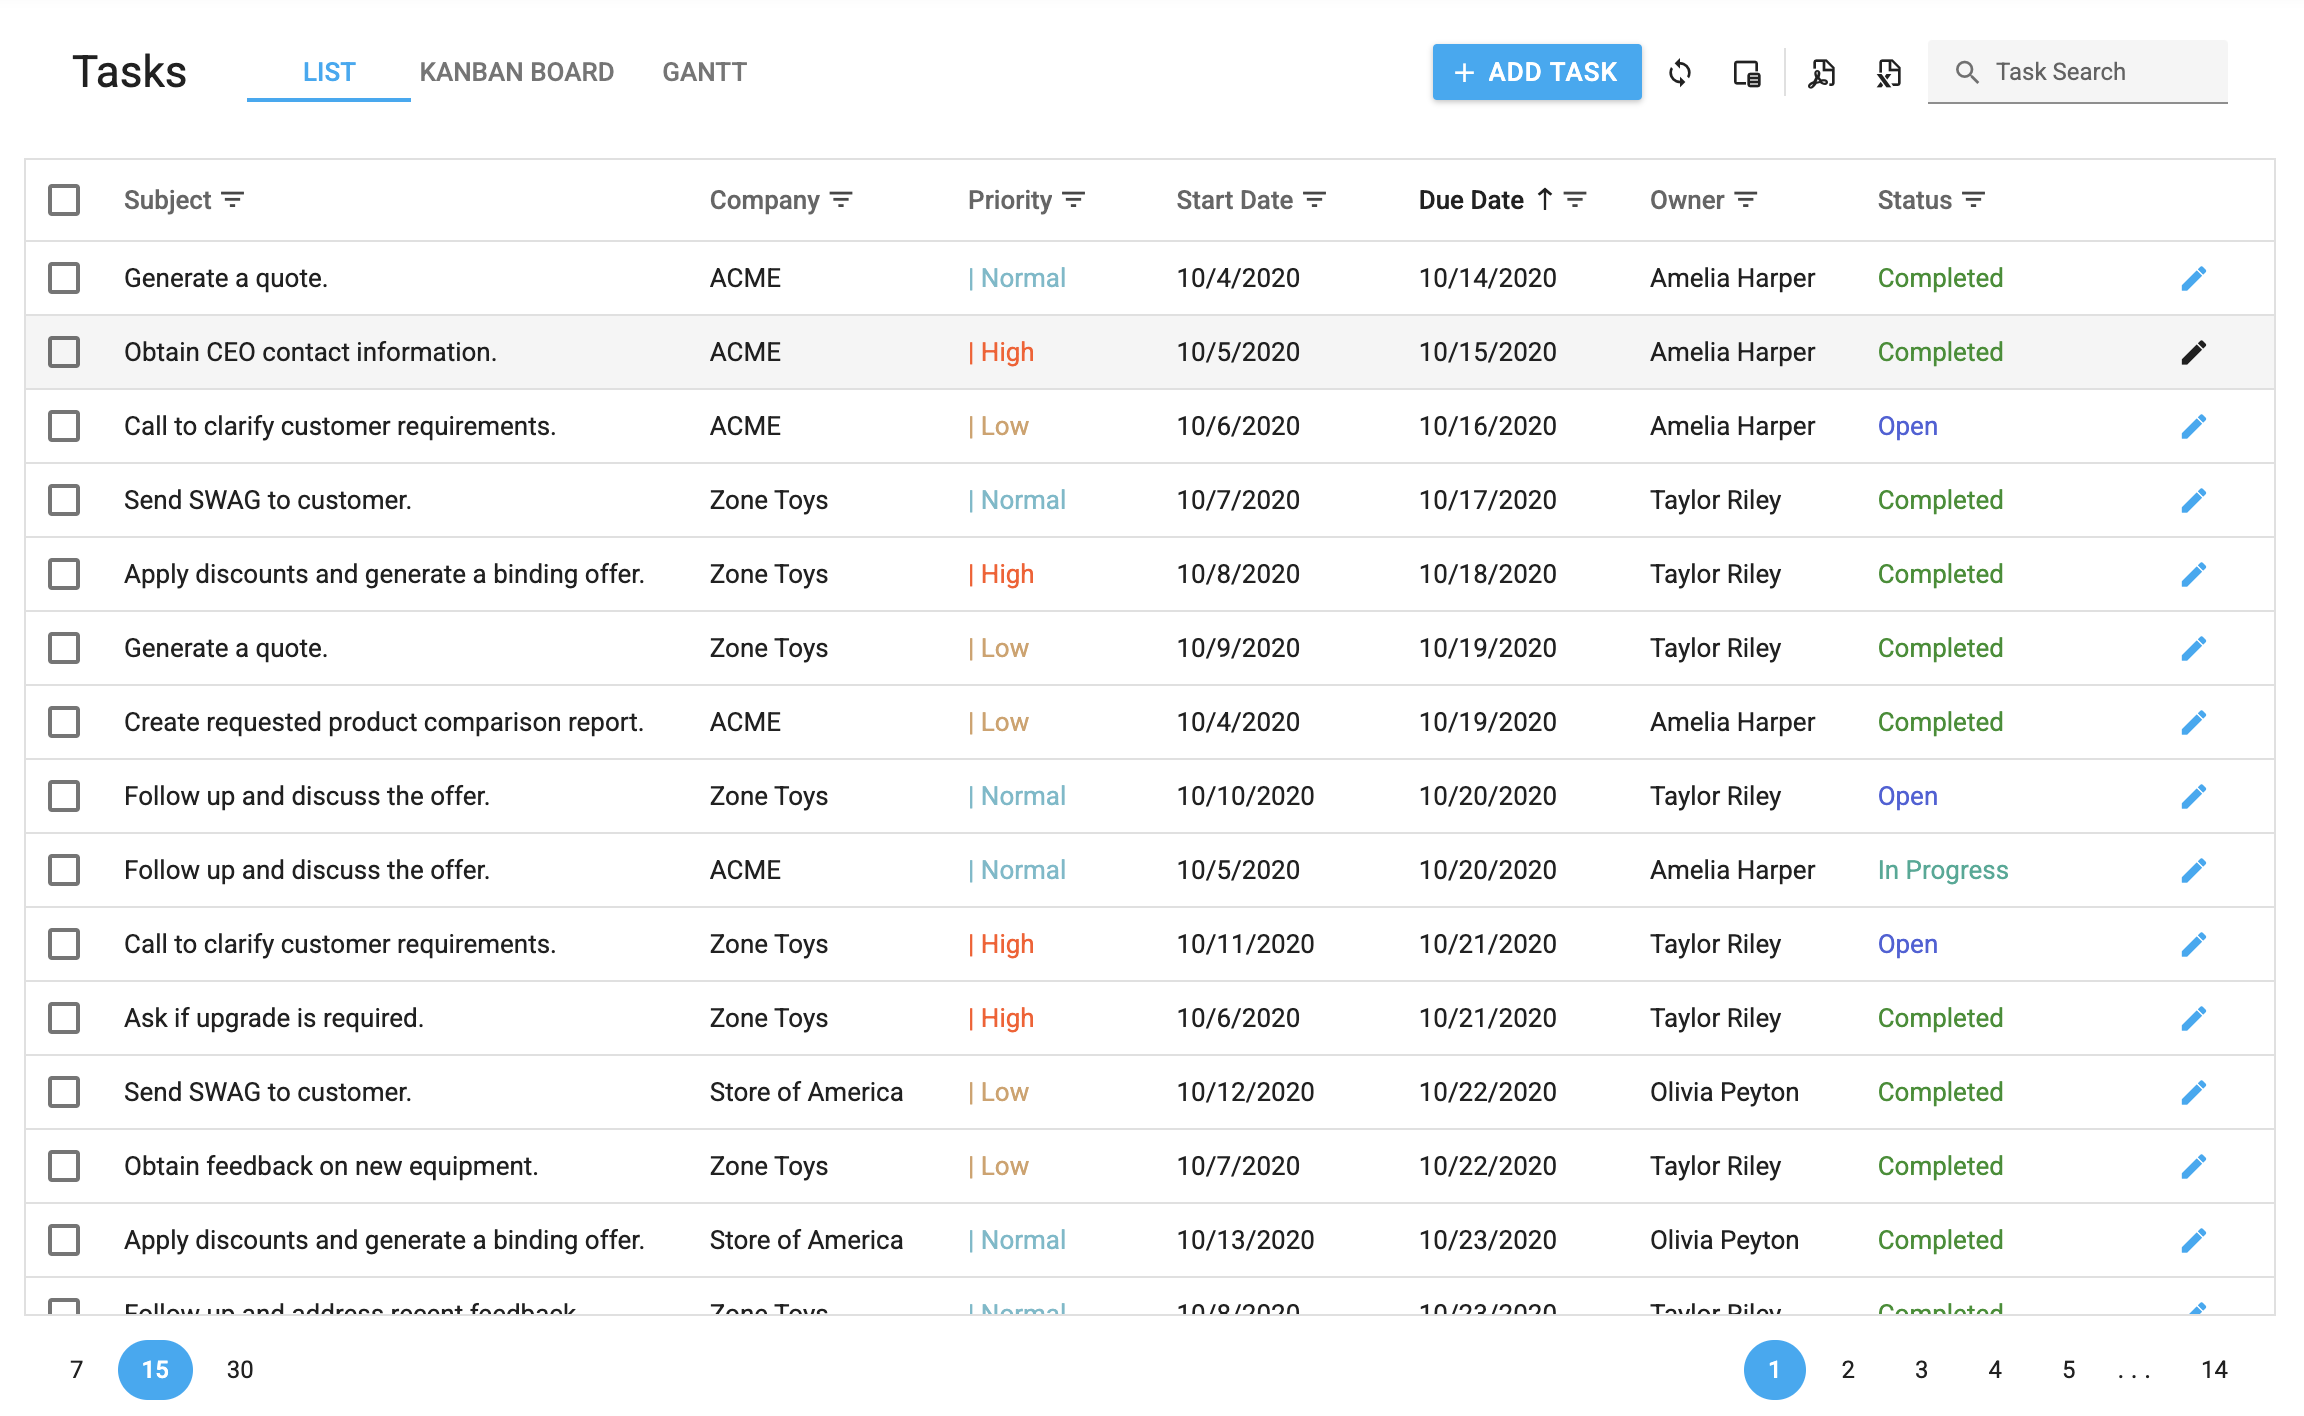 Tasks LIST KANBAN BOARD GANTT + ADD TASK Task Search
Subject Company Priority Start Date Due Date ↑ Owner Status
Generate a quote. ACME | Normal 10/4/2020 10/14/2020 Amelia Harper Completed
Obtain CEO contact information. ACME | High 10/5/2020 10/15/2020 Amelia Harper Completed
Call to clarify customer requirements. ACME | Low 10/6/2020 10/16/2020 Amelia Harper Open
Send SWAG to customer. Zone Toys | Normal 10/7/2020 10/17/2020 Taylor Riley Completed
Apply discounts and generate a binding offer. Zone Toys | High 10/8/2020 10/18/2020 Taylor Riley Completed
Generate a quote. Zone Toys | Low 10/9/2020 10/19/2020 Taylor Riley Completed
Create requested product comparison report. ACME | Low 10/4/2020 10/19/2020 Amelia Harper Completed
Follow up and discuss the offer. Zone Toys | Normal 10/10/2020 10/20/2020 Taylor Riley Open
Follow up and discuss the offer. ACME | Normal 10/5/2020 10/20/2020 Amelia Harper In Progress
Call to clarify customer requirements. Zone Toys | High 10/11/2020 10/21/2020 Taylor Riley Open
Ask if upgrade is required. Zone Toys | High 10/6/2020 10/21/2020 Taylor Riley Completed
Send SWAG to customer. Store of America | Low 10/12/2020 10/22/2020 Olivia Peyton Completed
Obtain feedback on new equipment. Zone Toys | Low 10/7/2020 10/22/2020 Taylor Riley Completed
Apply discounts and generate a binding offer. Store of America | Normal 10/13/2020 10/23/2020 Olivia Peyton Completed
Follow up and address recent feedback Zone Toys | Normal 10/8/2020 10/23/2020 Taylor Riley Completed
7 15 30 1 2 3 4 5 . . . 14